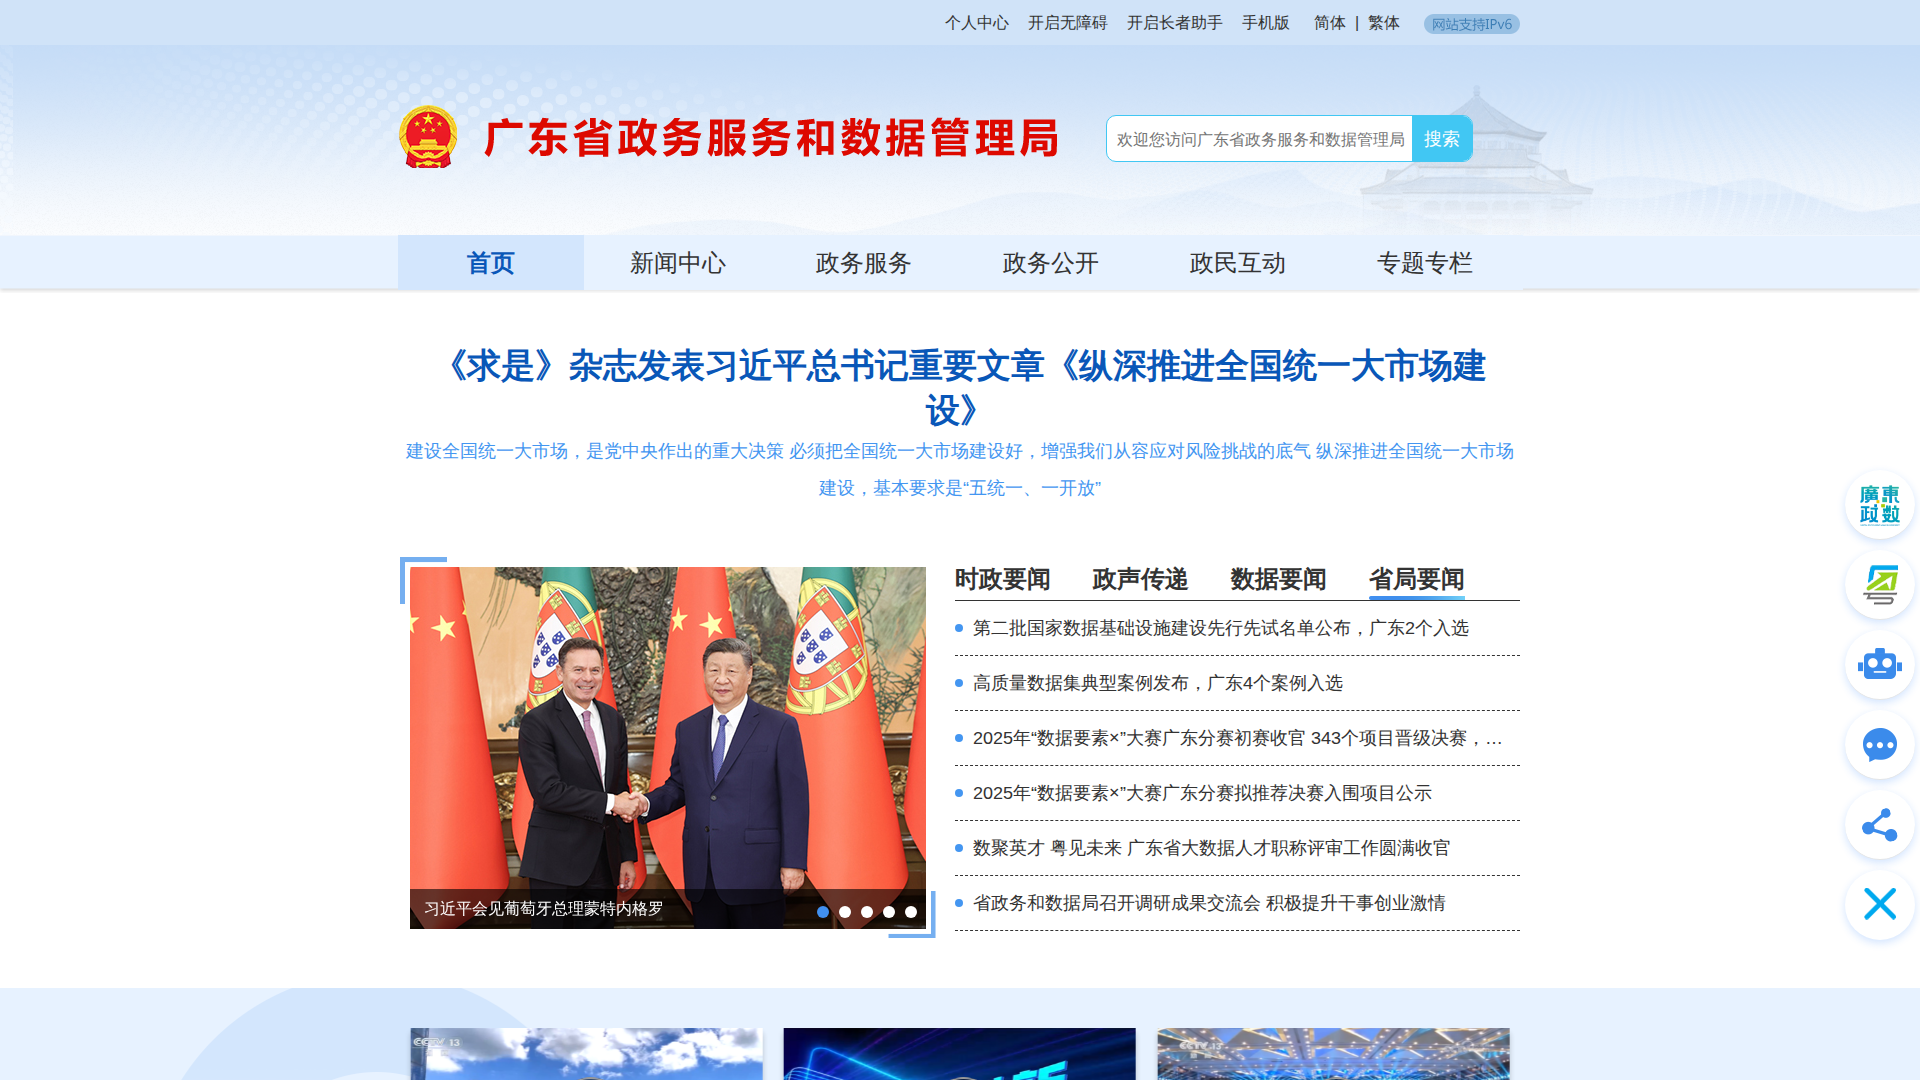 个人中心 开启无障碍 开启长者助手 手机版 简体 | 繁体 网站支持IPv6
广东省政务服务和数据管理局
欢迎您访问广东省政务服务和数据管理局 搜索
首页 新闻中心 政务服务 政务公开 政民互动 专题专栏
《求是》杂志发表习近平总书记重要文章《纵深推进全国统一大市场建
设》
建设全国统一大市场，是党中央作出的重大决策 必须把全国统一大市场建设好，增强我们从容应对风险挑战的底气 纵深推进全国统一大市场
建设，基本要求是“五统一、一开放”
时政要闻 政声传递 数据要闻 省局要闻
第二批国家数据基础设施建设先行先试名单公布，广东2个入选
高质量数据集典型案例发布，广东4个案例入选
2025年“数据要素×”大赛广东分赛初赛收官 343个项目晋级决赛，…
2025年“数据要素×”大赛广东分赛拟推荐决赛入围项目公示
数聚英才 粤见未来 广东省大数据人才职称评审工作圆满收官
省政务和数据局召开调研成果交流会 积极提升干事创业激情
习近平会见葡萄牙总理蒙特内格罗
廣東
政数
CCTV 13
CCTV 13